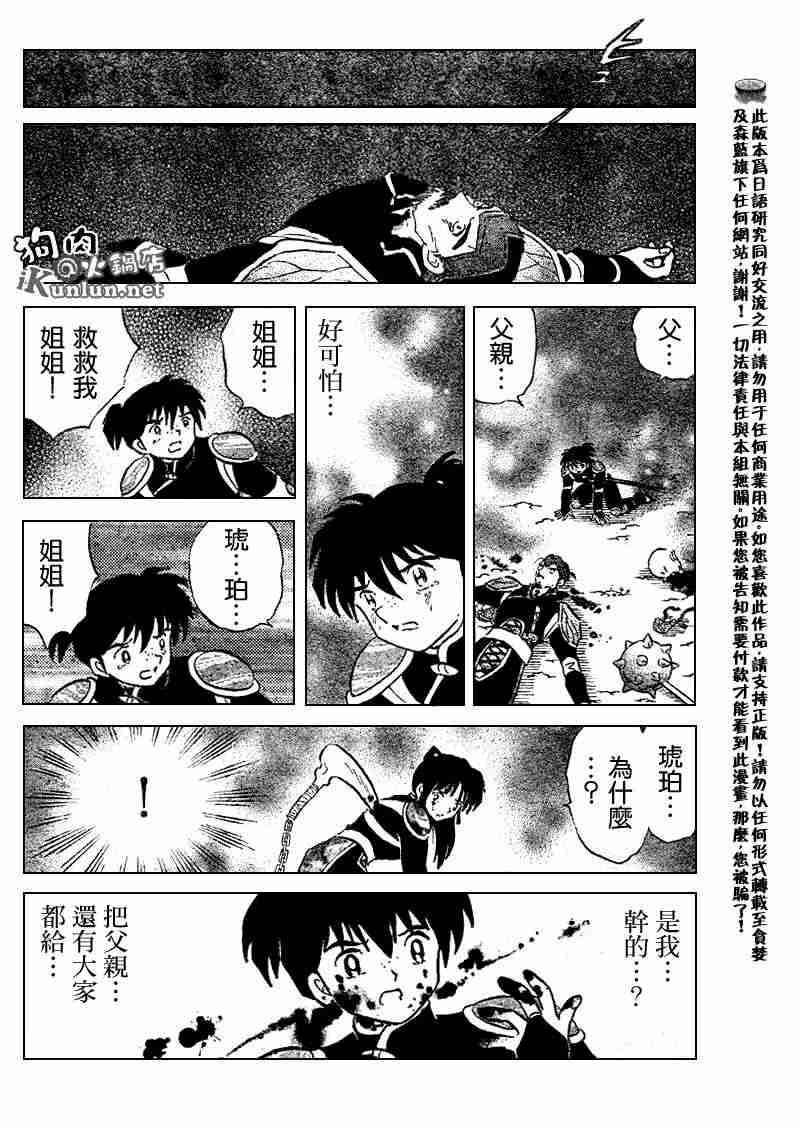 父…
父親…
好可怕…
姐姐…
救救我
姐姐！
琥…珀…
姐姐！
琥珀…
為什麼
…？
！
是我…
幹的…？
把父親…
還有大家
都給…
狗肉
@火鍋店
iKunlun.net
此版本爲日語研究同好交流之用，請勿用于任何商業用途。如您喜歡此作品，請支持正版！請勿以任何形式轉載至貪婪
及森藍旗下任何網站，謝謝！一切法律責任與本組無關。如果您被告知需要付款才能看到此漫畫，那麼，您被騙了！